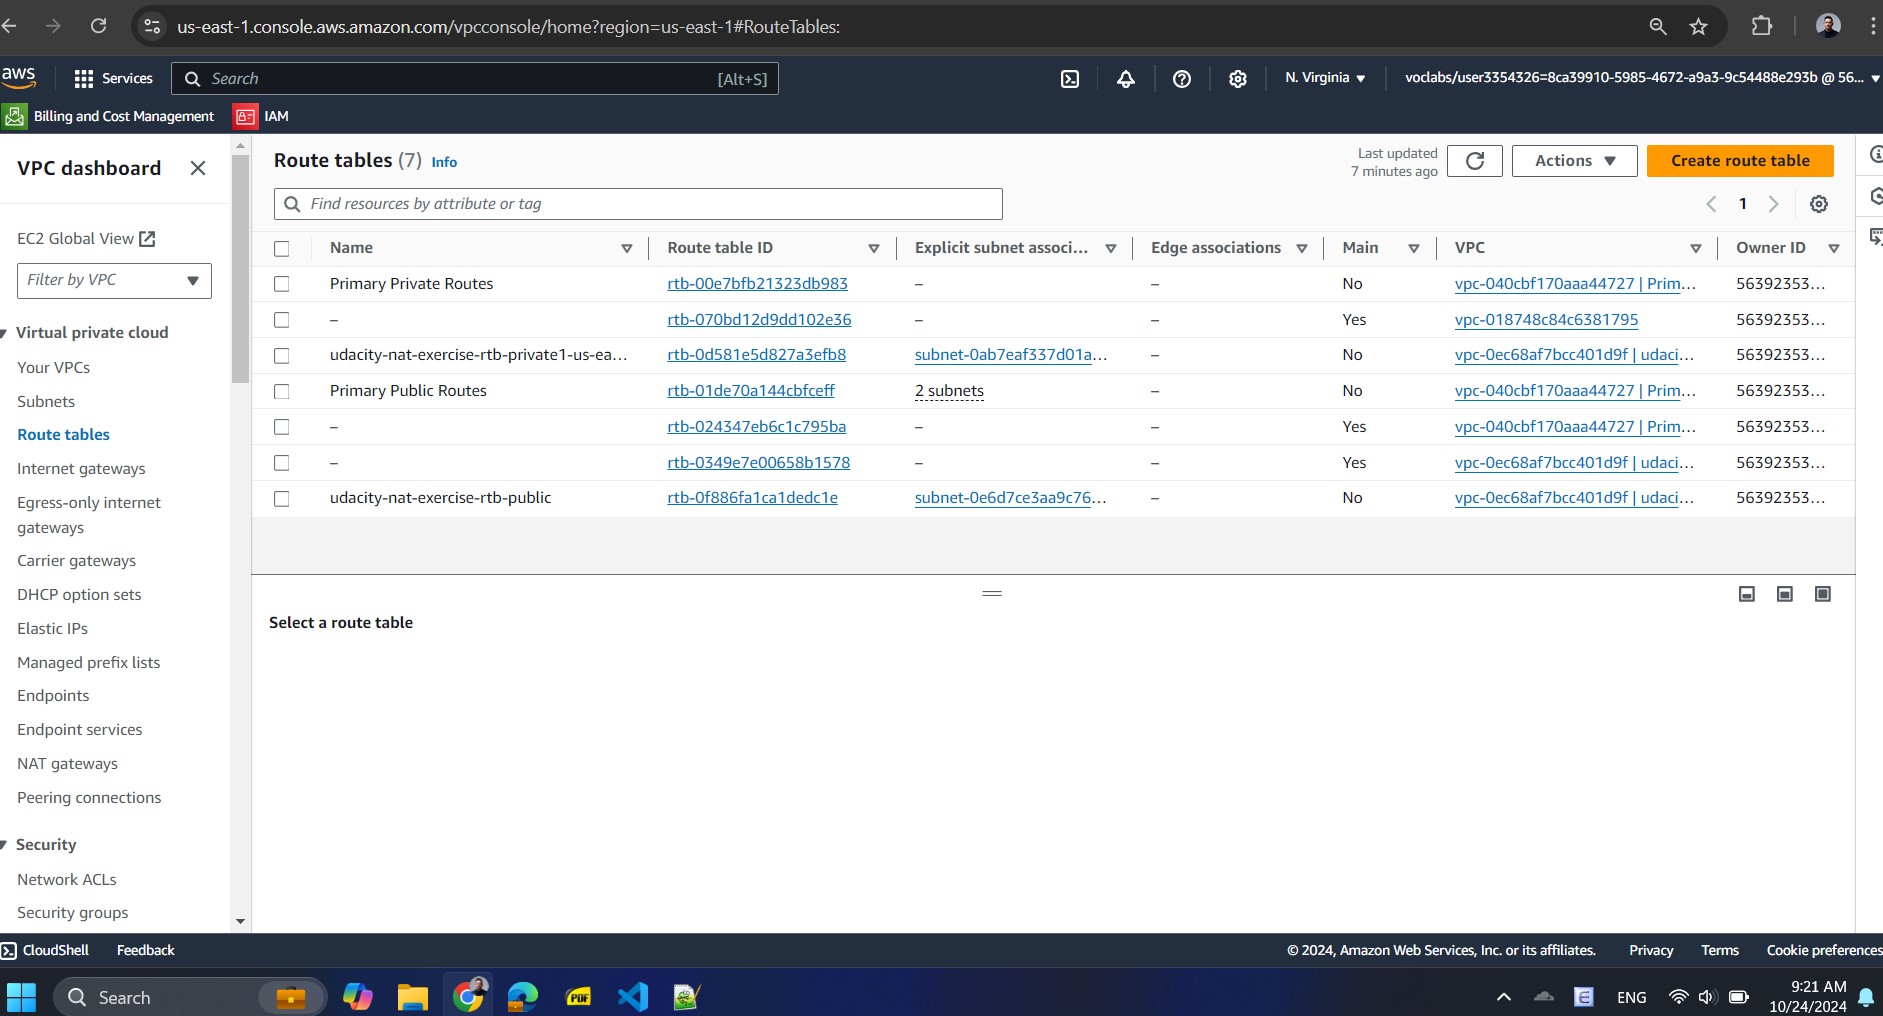 us-east-1.console.aws.amazon.com/vpcconsole/home?region=us-east-1#RouteTables:
aws Services Search [Alt+S] N. Virginia voclabs/user3354326=8ca39910-5985-4672-a9a3-9c54488e293b @ 56...
Billing and Cost Management IAM
VPC dashboard
EC2 Global View
Filter by VPC
Virtual private cloud
Your VPCs
Subnets
Route tables
Internet gateways
Egress-only internet
gateways
Carrier gateways
DHCP option sets
Elastic IPs
Managed prefix lists
Endpoints
Endpoint services
NAT gateways
Peering connections
Security
Network ACLs
Security groups
Route tables (7) Info
Last updated
7 minutes ago
Actions
Create route table
Find resources by attribute or tag
1
Name Route table ID Explicit subnet associ... Edge associations Main VPC Owner ID
Primary Private Routes rtb-00e7bfb21323db983 – – No vpc-040cbf170aaa44727 | Prim... 56392353...
– rtb-070bd12d9dd102e36 – – Yes vpc-018748c84c6381795 56392353...
udacity-nat-exercise-rtb-private1-us-ea... rtb-0d581e5d827a3efb8 subnet-0ab7eaf337d01a... – No vpc-0ec68af7bcc401d9f | udaci... 56392353...
Primary Public Routes rtb-01de70a144cbfceff 2 subnets – No vpc-040cbf170aaa44727 | Prim... 56392353...
– rtb-024347eb6c1c795ba – – Yes vpc-040cbf170aaa44727 | Prim... 56392353...
– rtb-0349e7e00658b1578 – – Yes vpc-0ec68af7bcc401d9f | udaci... 56392353...
udacity-nat-exercise-rtb-public rtb-0f886fa1ca1dedc1e subnet-0e6d7ce3aa9c76... – No vpc-0ec68af7bcc401d9f | udaci... 56392353...
Select a route table
CloudShell Feedback © 2024, Amazon Web Services, Inc. or its affiliates. Privacy Terms Cookie preferences
Search PDF ENG 9:21 AM
10/24/2024